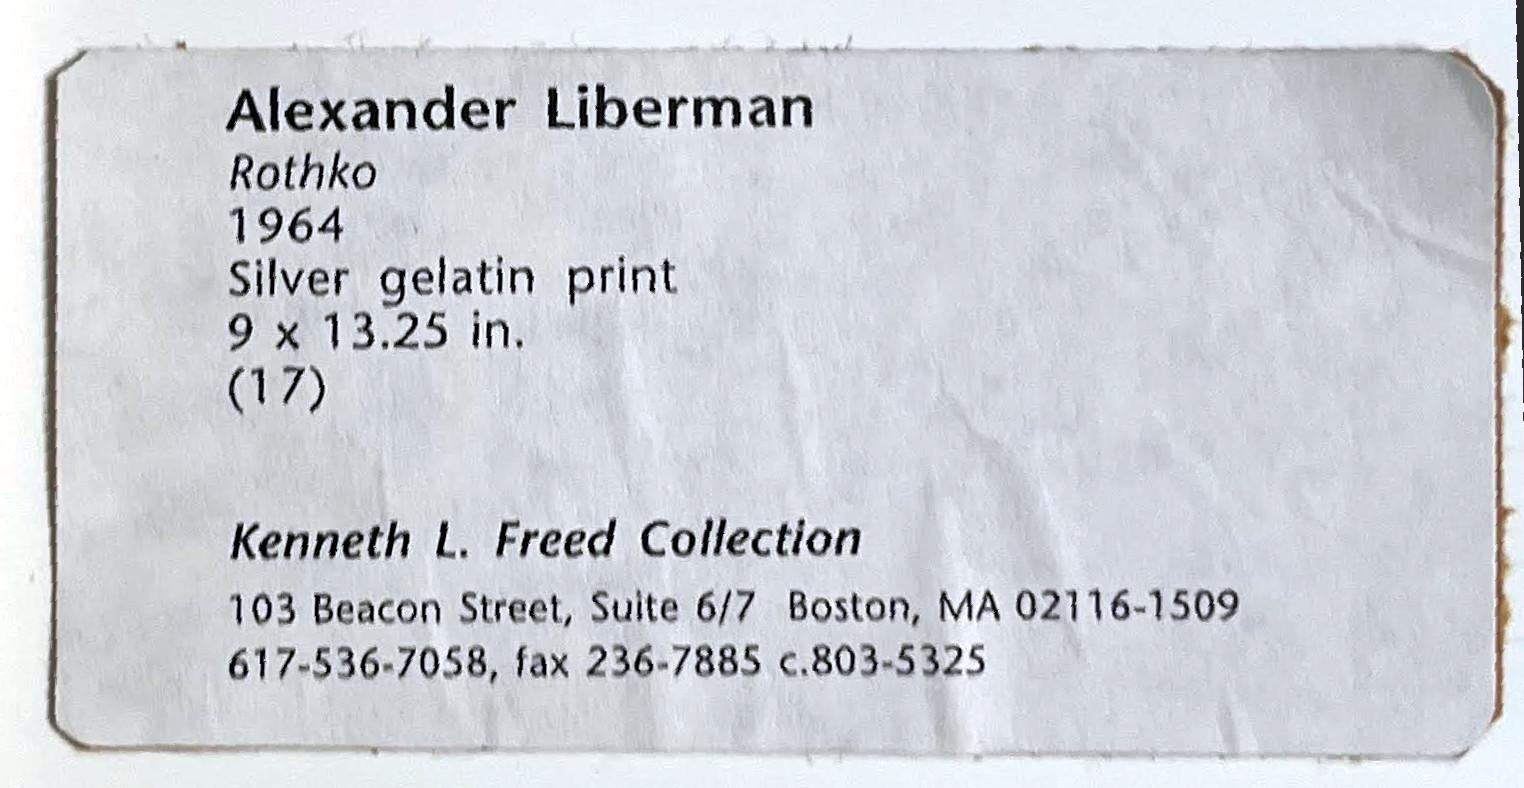 Alexander Liberman
Rothko
1964
Silver gelatin print
9 x 13.25 in.
(17)
Kenneth L. Freed Collection
103 Beacon Street, Suite 6/7 Boston, MA 02116-1509
617-536-7058, fax 236-7885 c.803-5325